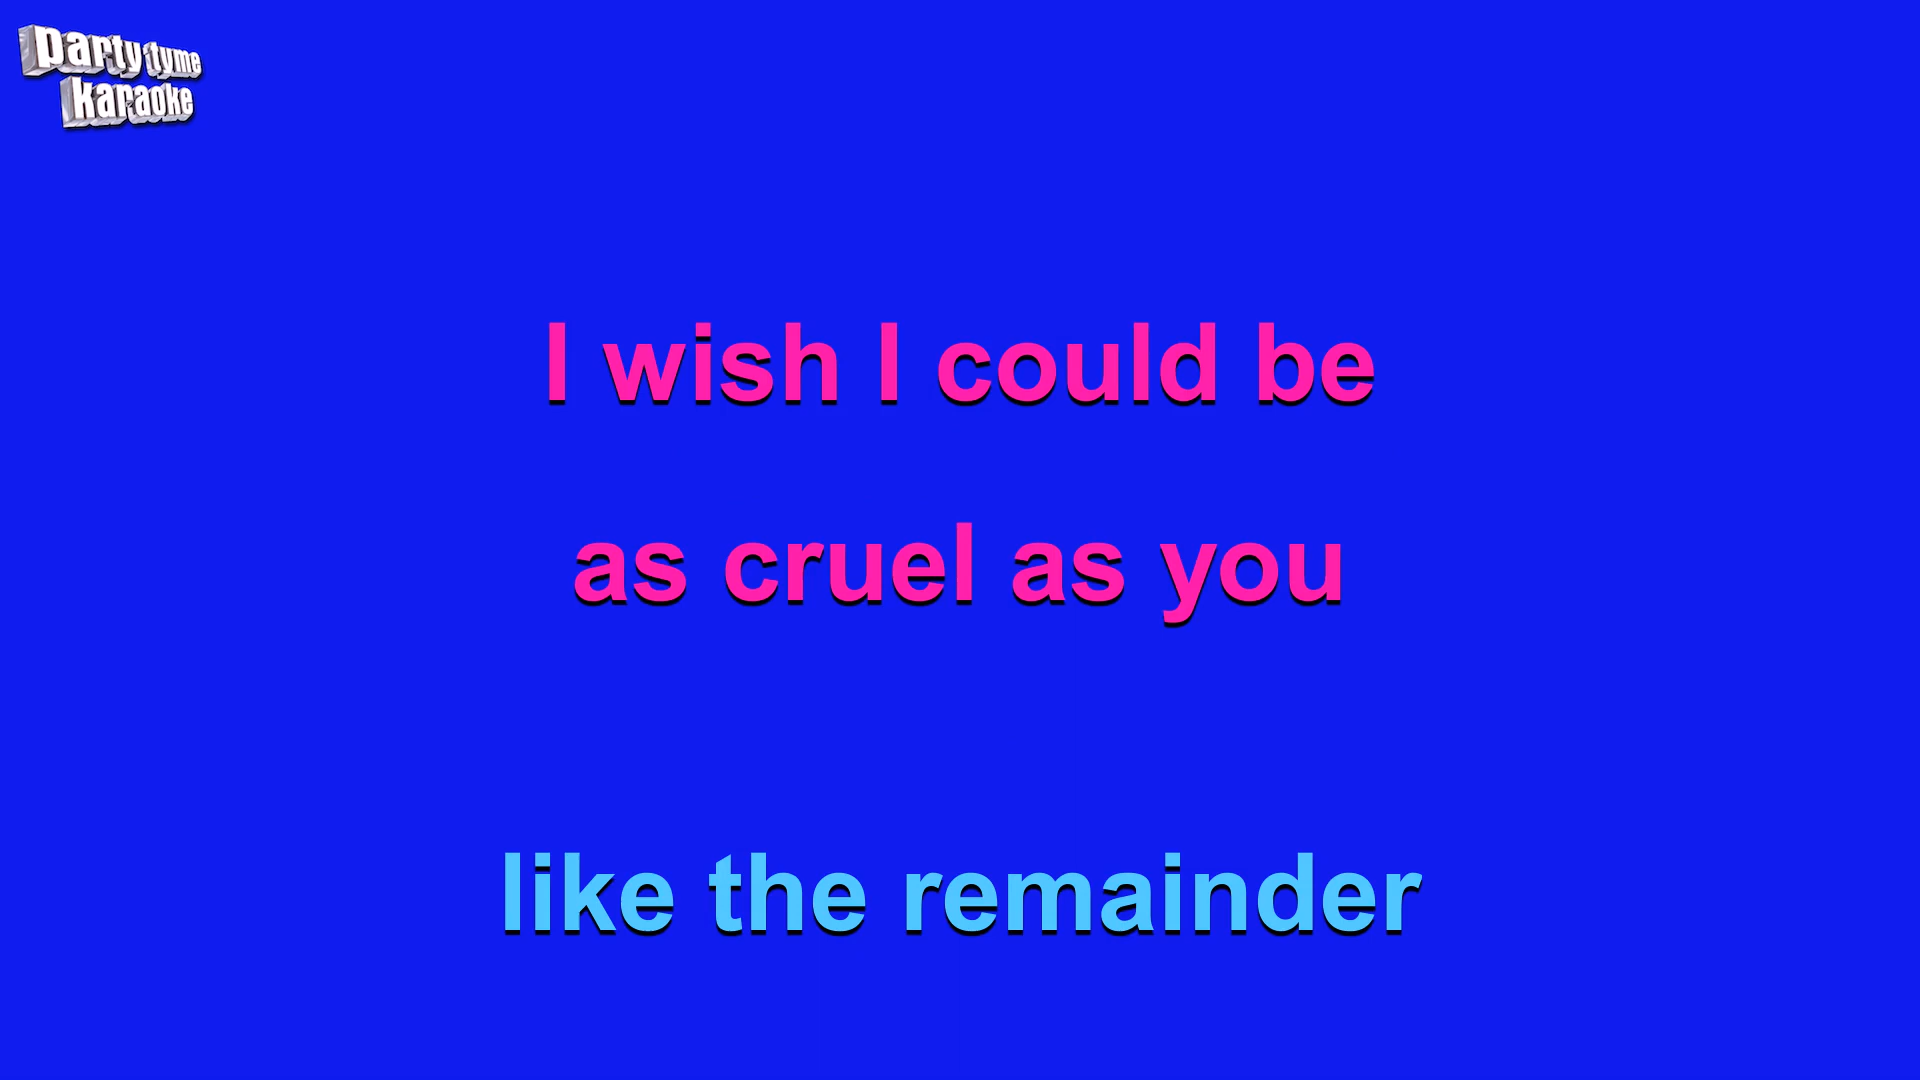 party tyme
karaoke
I wish I could be
as cruel as you
like the remainder